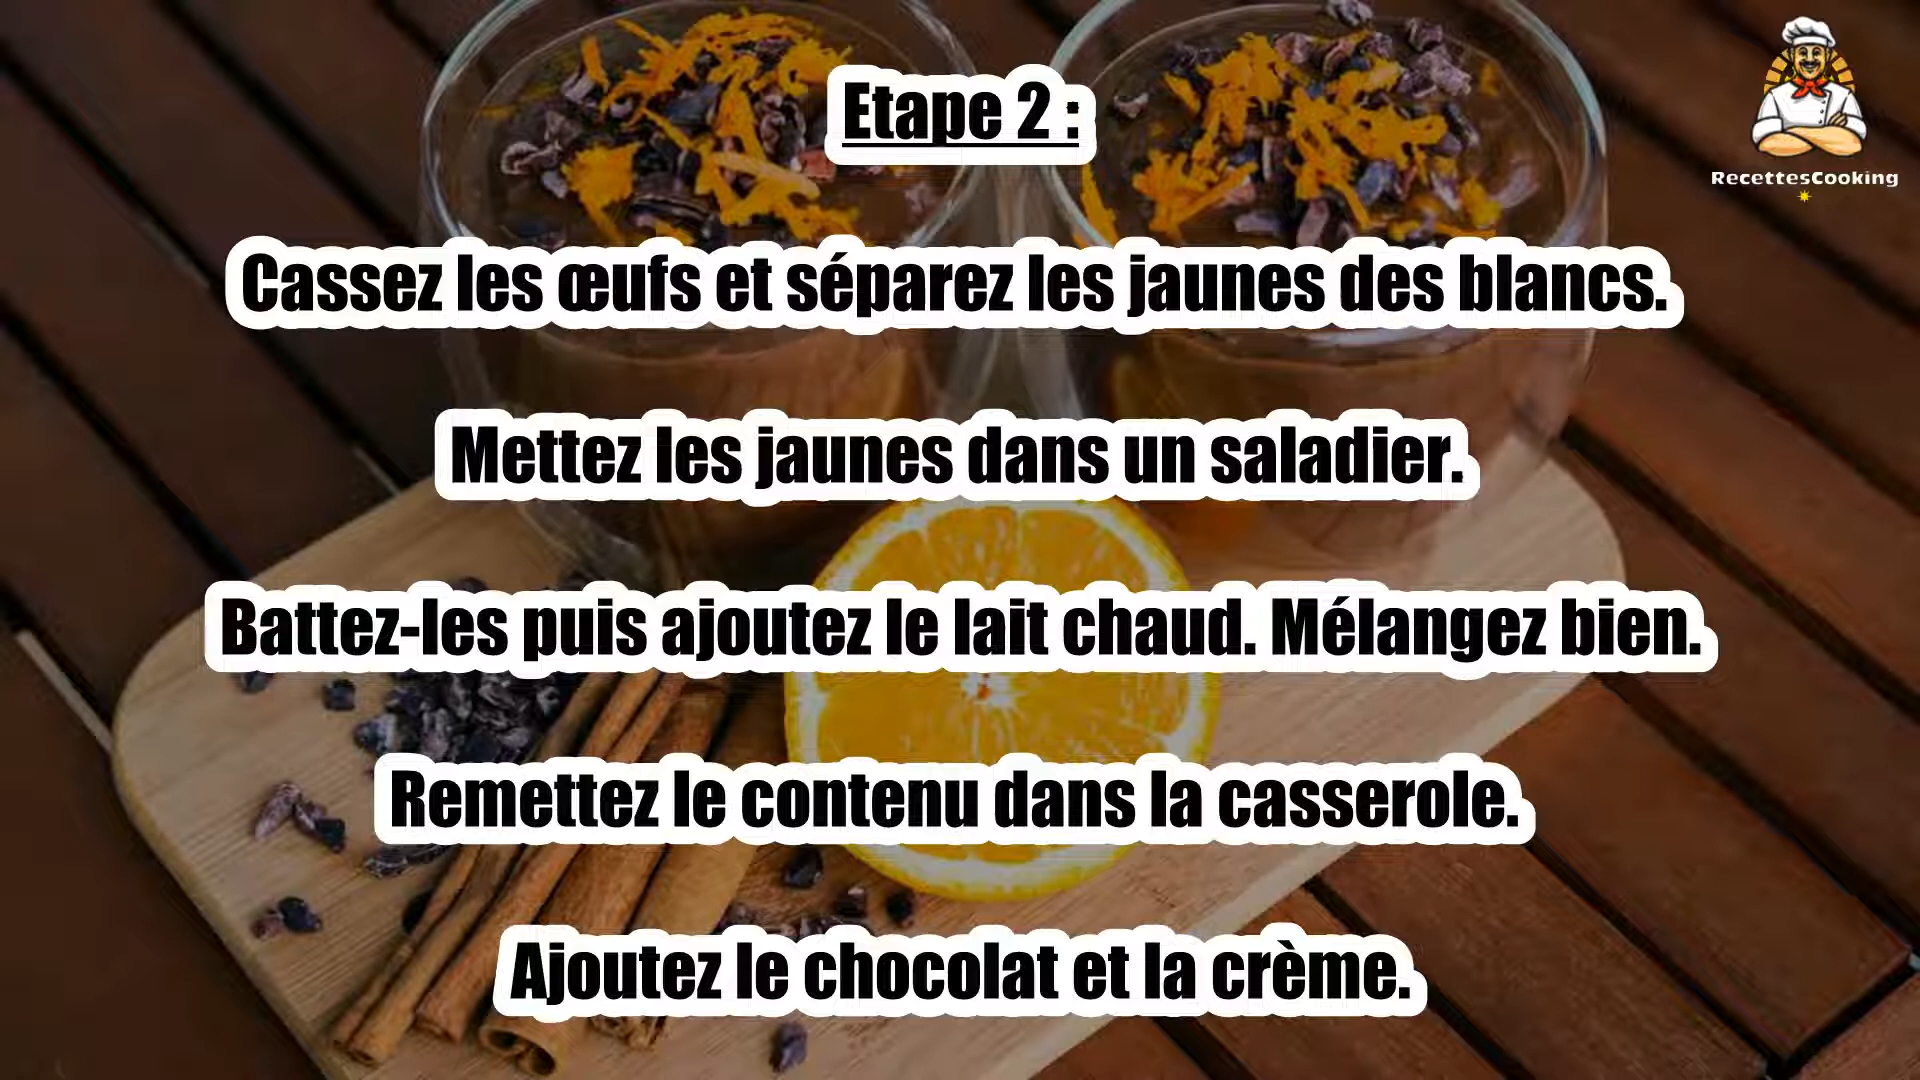 Etape 2 :
RecettesCooking
Cassez les œufs et séparez les jaunes des blancs.
Mettez les jaunes dans un saladier.
Battez-les puis ajoutez le lait chaud. Mélangez bien.
Remettez le contenu dans la casserole.
Ajoutez le chocolat et la crème.